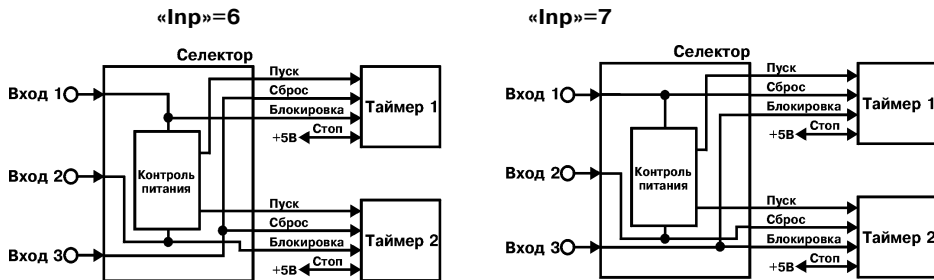 «Inp»=6
Селектор
Вход 1
Вход 2
Вход 3
Контроль
питания
Пуск
Сброс
Блокировка
+5В
Стоп
Таймер 1
Пуск
Сброс
Блокировка
+5В
Стоп
Таймер 2
«Inp»=7
Селектор
Вход 1
Вход 2
Вход 3
Контроль
питания
Пуск
Сброс
Блокировка
+5В
Стоп
Таймер 1
Пуск
Сброс
Блокировка
+5В
Стоп
Таймер 2